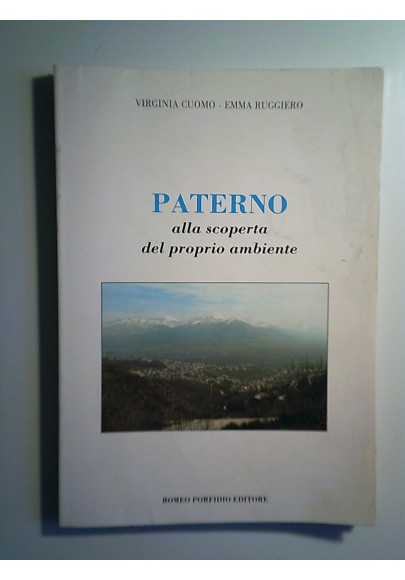 VIRGINIA CUOMO - EMMA RUGGIERO
PATERNO
alla scoperta
del proprio ambiente
ROMEO PORFIDIO EDITORE